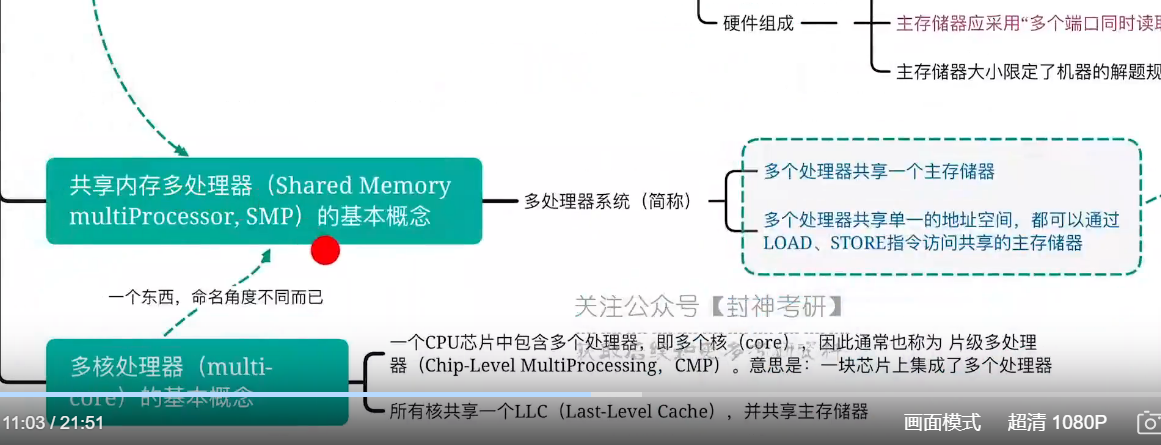 硬件组成
主存储器应采用“多个端口同时读
主存储器大小限定了机器的解题规
共享内存多处理器（Shared Memory
multiProcessor, SMP）的基本概念
多处理器系统（简称）
多个处理器共享一个主存储器
多个处理器共享单一的地址空间，都可以通过
LOAD、STORE指令访问共享的主存储器
一个东西，命名角度不同而已
关注公众号【封神考研】
多核处理器（multi-
core）的基本概念
一个CPU芯片中包含多个处理器，即多个核（core），因此通常也称为 片级多处理
器（Chip-Level MultiProcessing，CMP）。意思是：一块芯片上集成了多个处理器
所有核共享一个LLC（Last-Level Cache），并共享主存储器
11:03 / 21:51
画面模式
超清 1080P